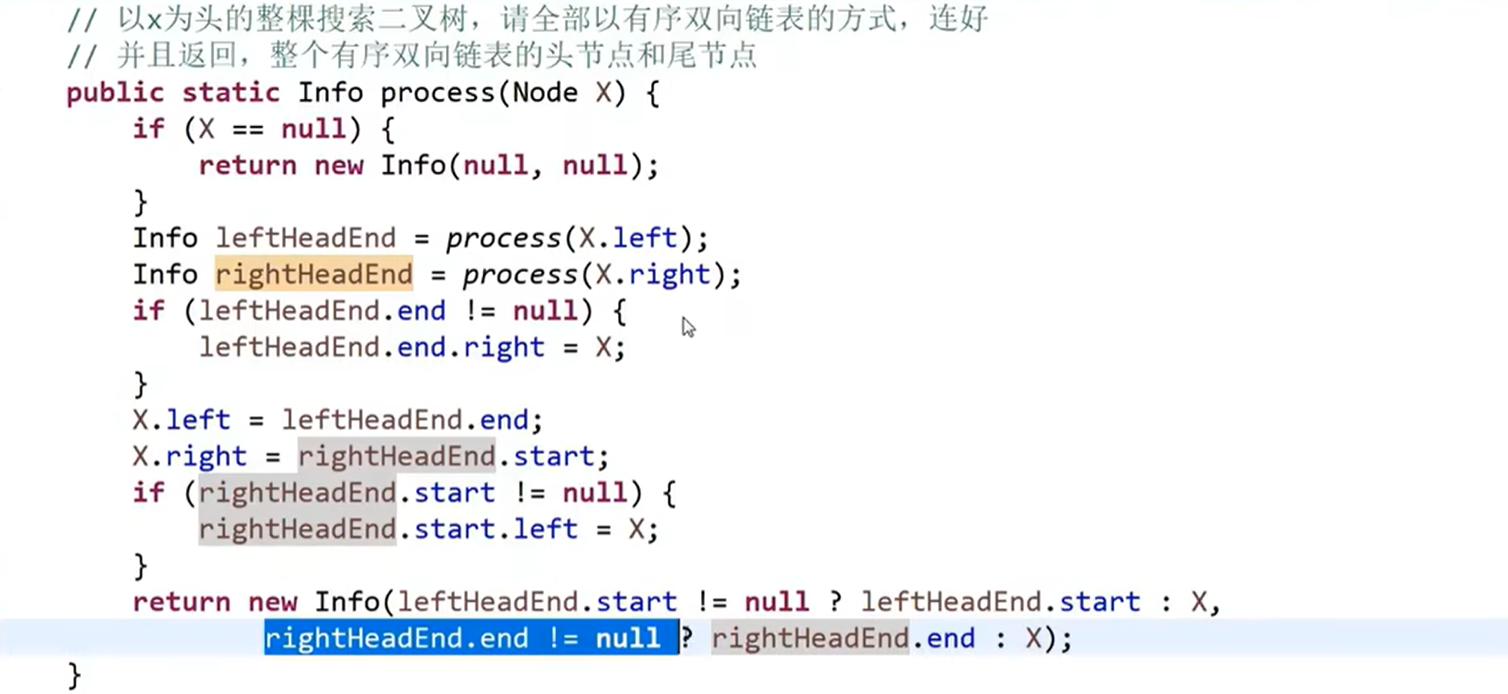 // 以x为头的整棵搜索二叉树，请全部以有序双向链表的方式，连好
// 并且返回，整个有序双向链表的头节点和尾节点
public static Info process(Node X) {
    if (X == null) {
        return new Info(null, null);
    }
    Info leftHeadEnd = process(X.left);
    Info rightHeadEnd = process(X.right);
    if (leftHeadEnd.end != null) {
        leftHeadEnd.end.right = X;
    }
    X.left = leftHeadEnd.end;
    X.right = rightHeadEnd.start;
    if (rightHeadEnd.start != null) {
        rightHeadEnd.start.left = X;
    }
    return new Info(leftHeadEnd.start != null ? leftHeadEnd.start : X,
            rightHeadEnd.end != null ? rightHeadEnd.end : X);
}